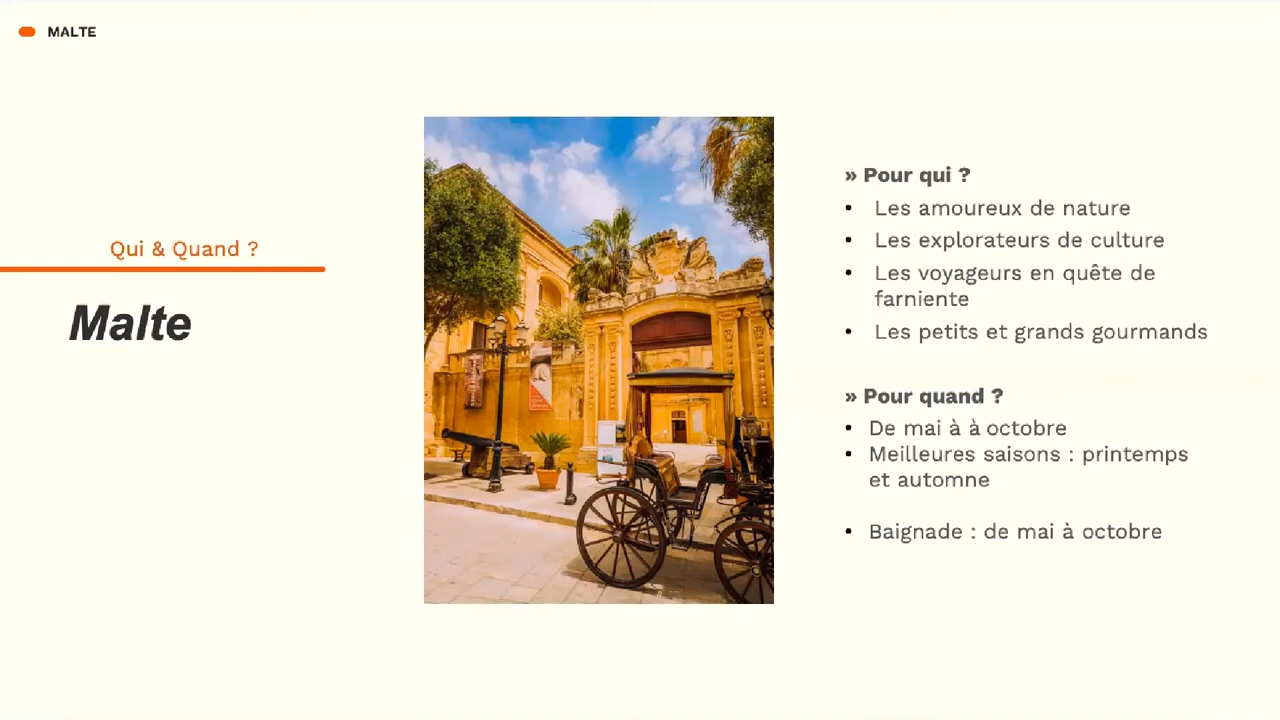 MALTE
Qui & Quand ?
Malte
» Pour qui ?
• Les amoureux de nature
• Les explorateurs de culture
• Les voyageurs en quête de
farniente
• Les petits et grands gourmands
» Pour quand ?
• De mai à à octobre
• Meilleures saisons : printemps
et automne
• Baignade : de mai à octobre